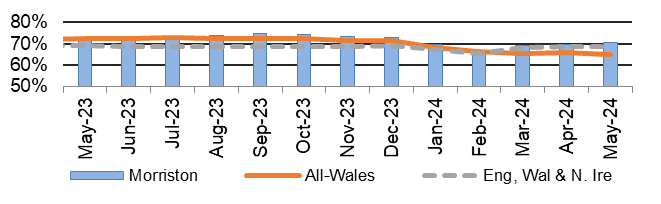 80%
70%
60%
50%
May-23
Jun-23
Jul-23
Aug-23
Sep-23
Oct-23
Nov-23
Dec-23
Jan-24
Feb-24
Mar-24
Apr-24
May-24
Morriston All-Wales Eng, Wal & N. Ire